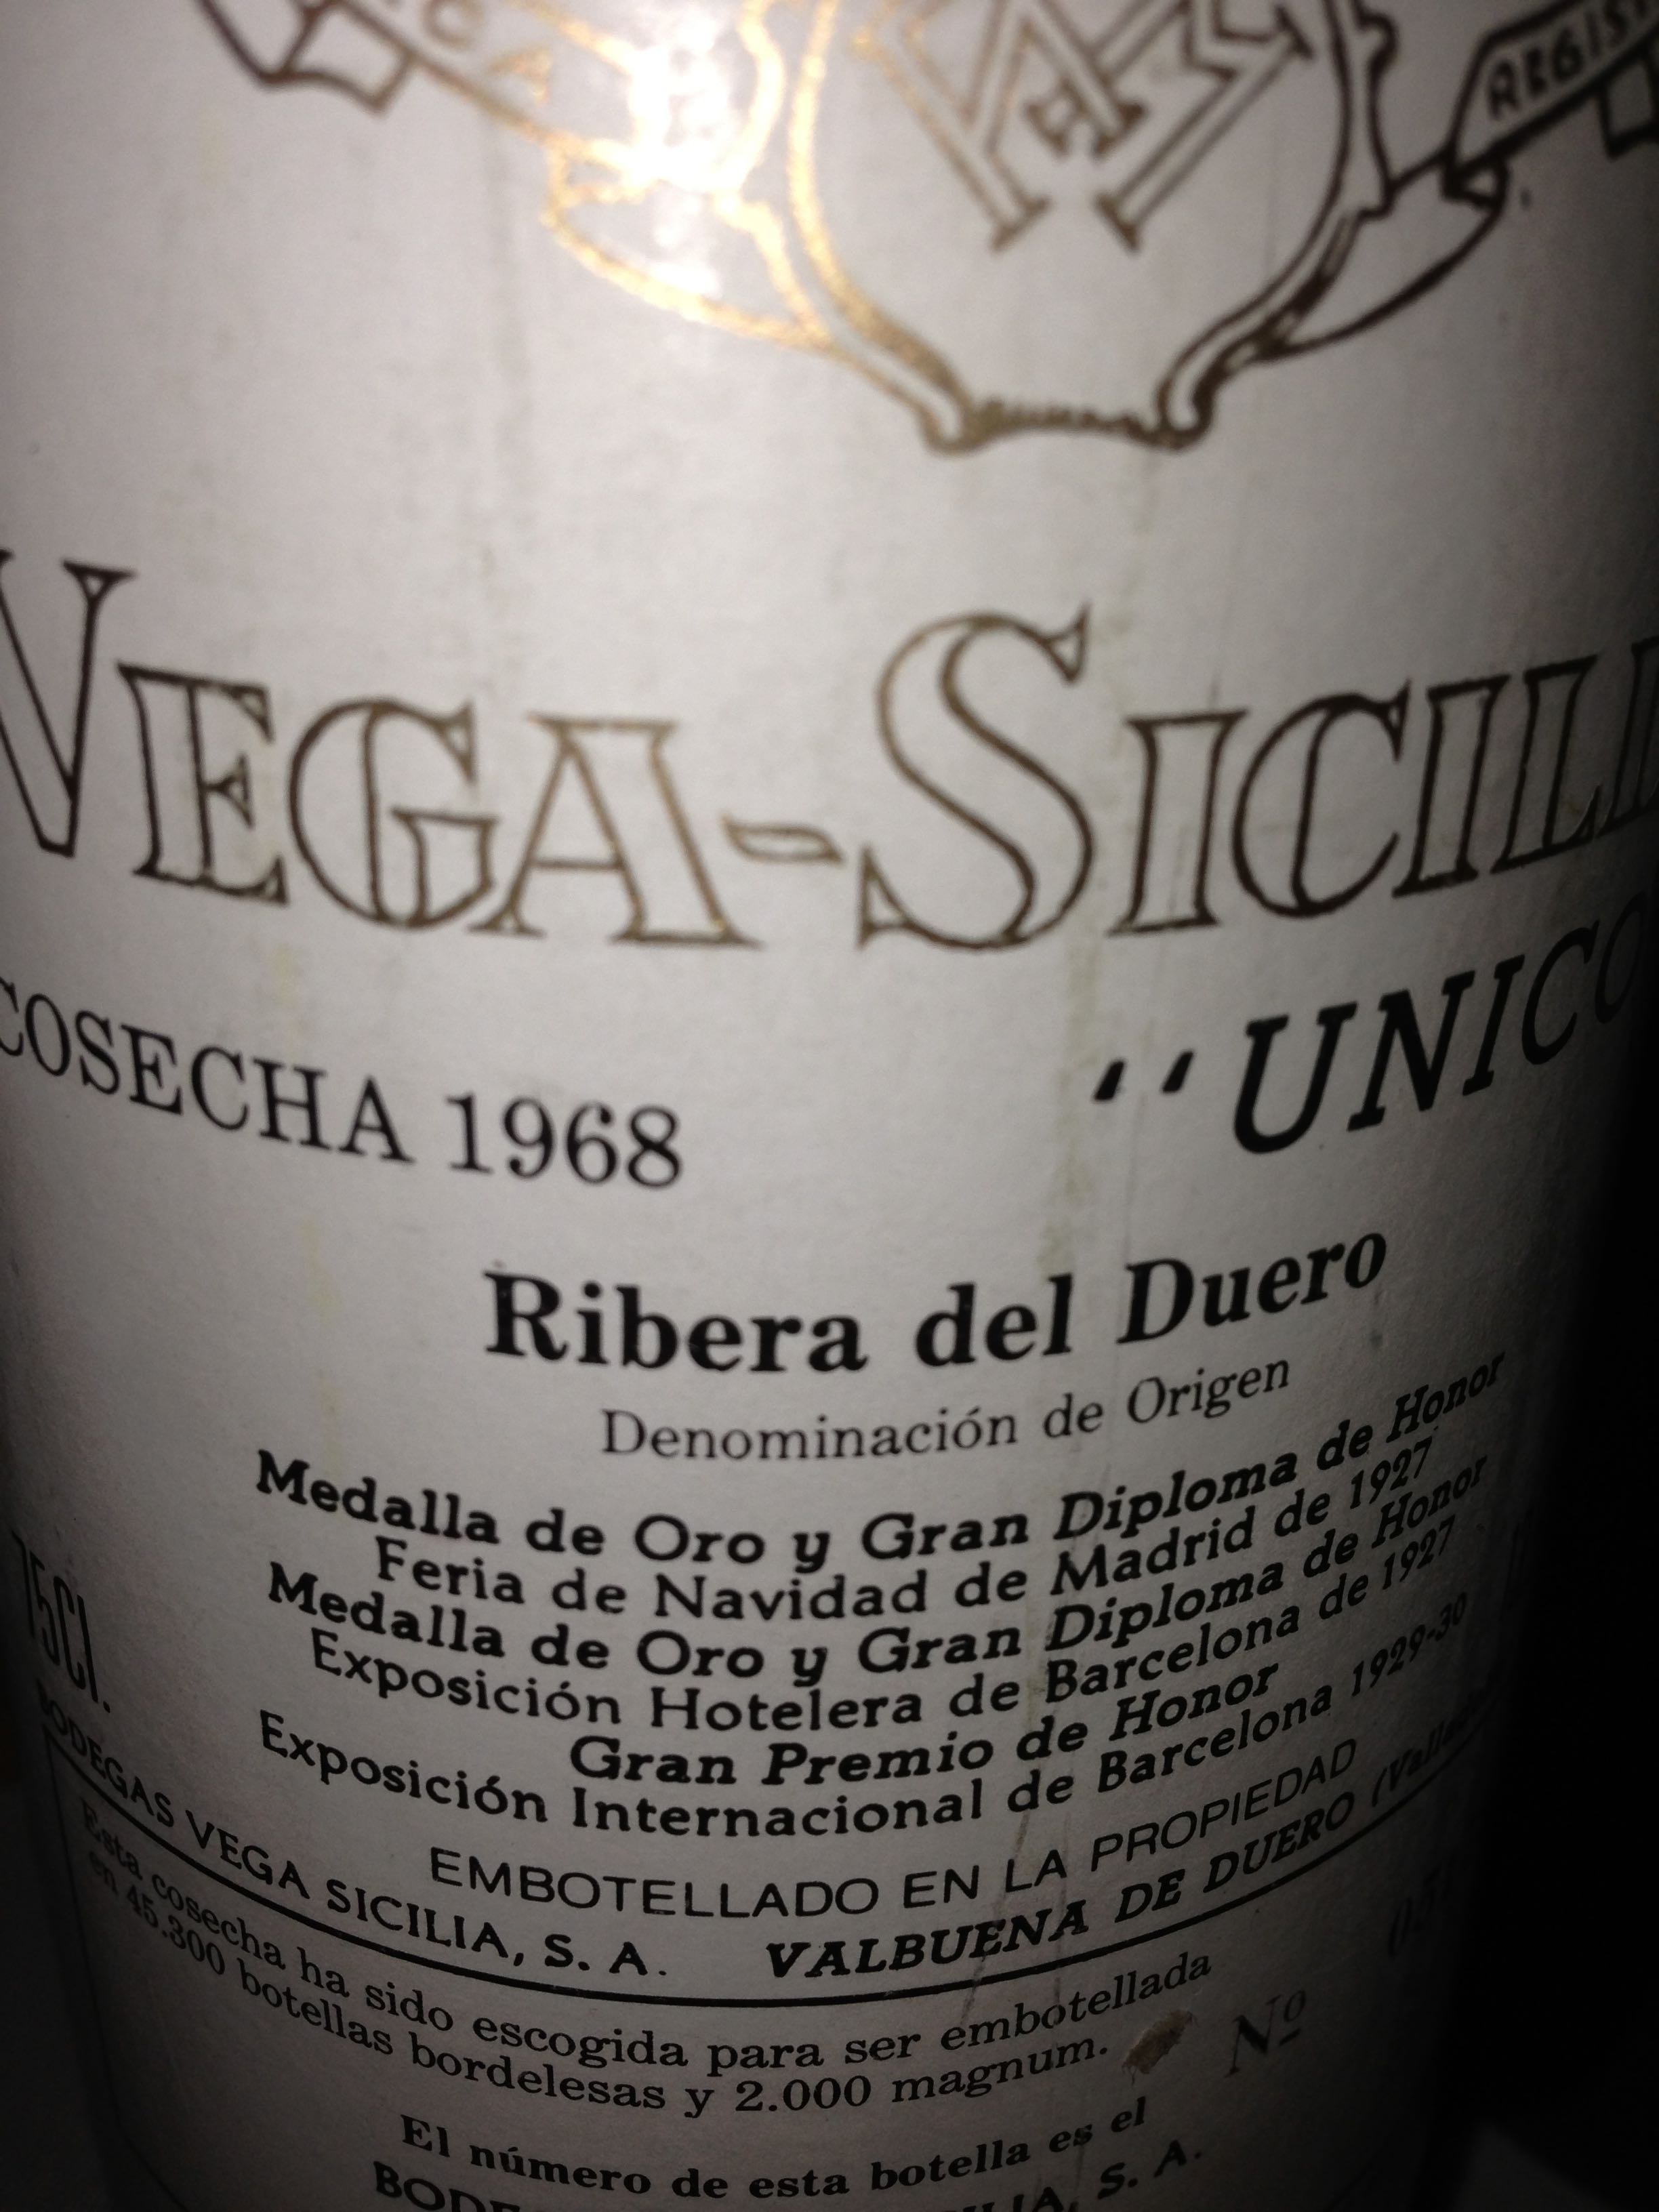 REGIS
VEGA-SICILI
COSECHA 1968
“UNICO
Ribera del Duero
Denominación de Origen
Medalla de Oro y Gran Diploma de Honor
Feria de Navidad de Madrid de 1927
Medalla de Oro y Gran Diploma de Honor
Exposición Hotelera de Barcelona de 1927
Gran Premio de Honor
Exposición Internacional de Barcelona 1929-30
75Cl.
EMBOTELLADO EN LA PROPIEDAD
BODEGAS VEGA SICILIA, S. A. VALBUENA DE DUERO
Esta cosecha ha sido escogida para ser embotellada
en 45.300 botellas bordelesas y 2.000 magnum.
El número de esta botella es el Nº
S. A.